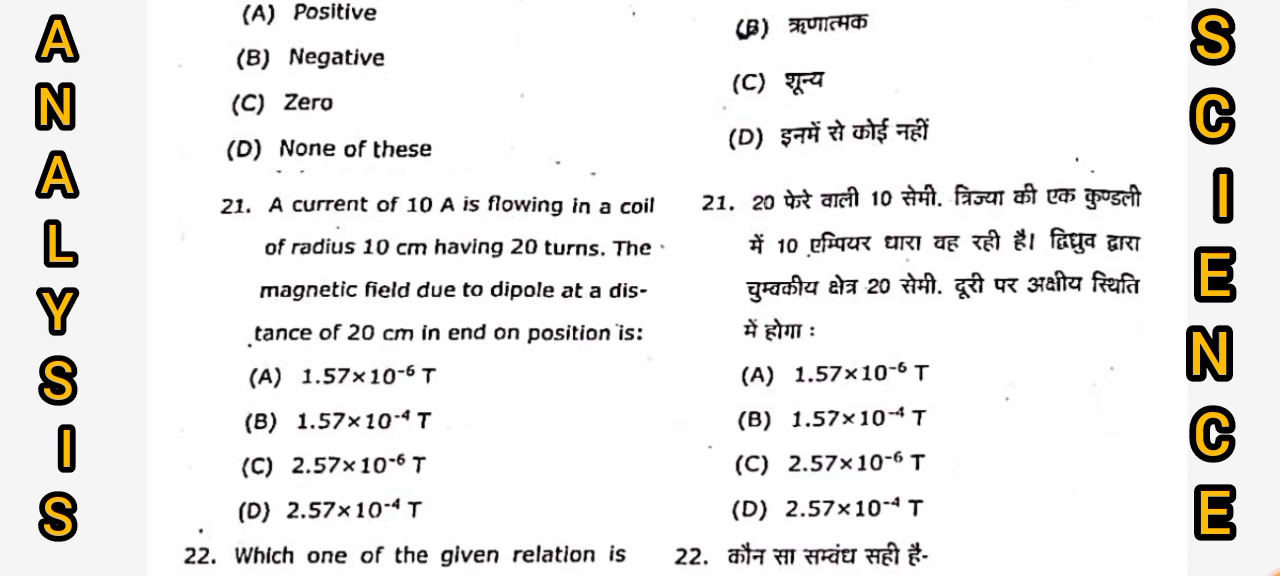 ANALYSIS
(A) Positive
(B) Negative
(C) Zero
(D) None of these
21. A current of 10 A is flowing in a coil
of radius 10 cm having 20 turns. The
magnetic field due to dipole at a dis-
tance of 20 cm in end on position is:
(A) 1.57×10⁻⁶ T
(B) 1.57×10⁻⁴ T
(C) 2.57×10⁻⁶ T
(D) 2.57×10⁻⁴ T
22. Which one of the given relation is
(B) ऋणात्मक
(C) शून्य
(D) इनमें से कोई नहीं
21. 20 फेरे वाली 10 सेमी. त्रिज्या की एक कुण्डली
में 10 एम्पियर धारा वह रही है। द्विध्रुव द्वारा
चुम्वकीय क्षेत्र 20 सेमी. दूरी पर अक्षीय स्थिति
में होगा :
(A) 1.57×10⁻⁶ T
(B) 1.57×10⁻⁴ T
(C) 2.57×10⁻⁶ T
(D) 2.57×10⁻⁴ T
22. कौन सा सम्वंध सही है-
SCIENCE